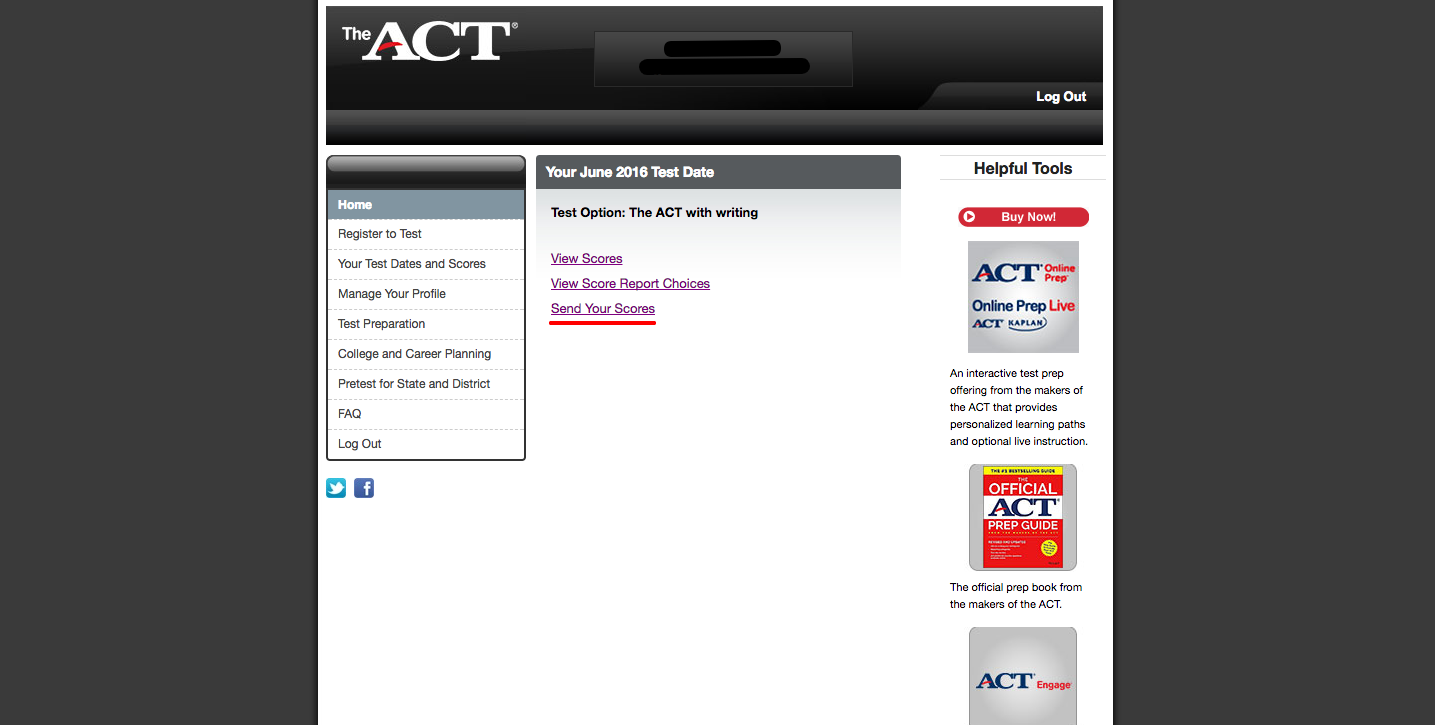 The ACT®
Log Out
Home
Register to Test
Your Test Dates and Scores
Manage Your Profile
Test Preparation
College and Career Planning
Pretest for State and District
FAQ
Log Out
Your June 2016 Test Date
Test Option: The ACT with writing
View Scores
View Score Report Choices
Send Your Scores
Helpful Tools
Buy Now!
ACT® Online Prep™
Online Prep Live
ACT® KAPLAN
An interactive test prep
offering from the makers of
the ACT that provides
personalized learning paths
and optional live instruction.
THE #1 BESTSELLING GUIDE
THE
OFFICIAL
ACT®
PREP GUIDE
The official prep book from
the makers of the ACT.
ACT® Engage®